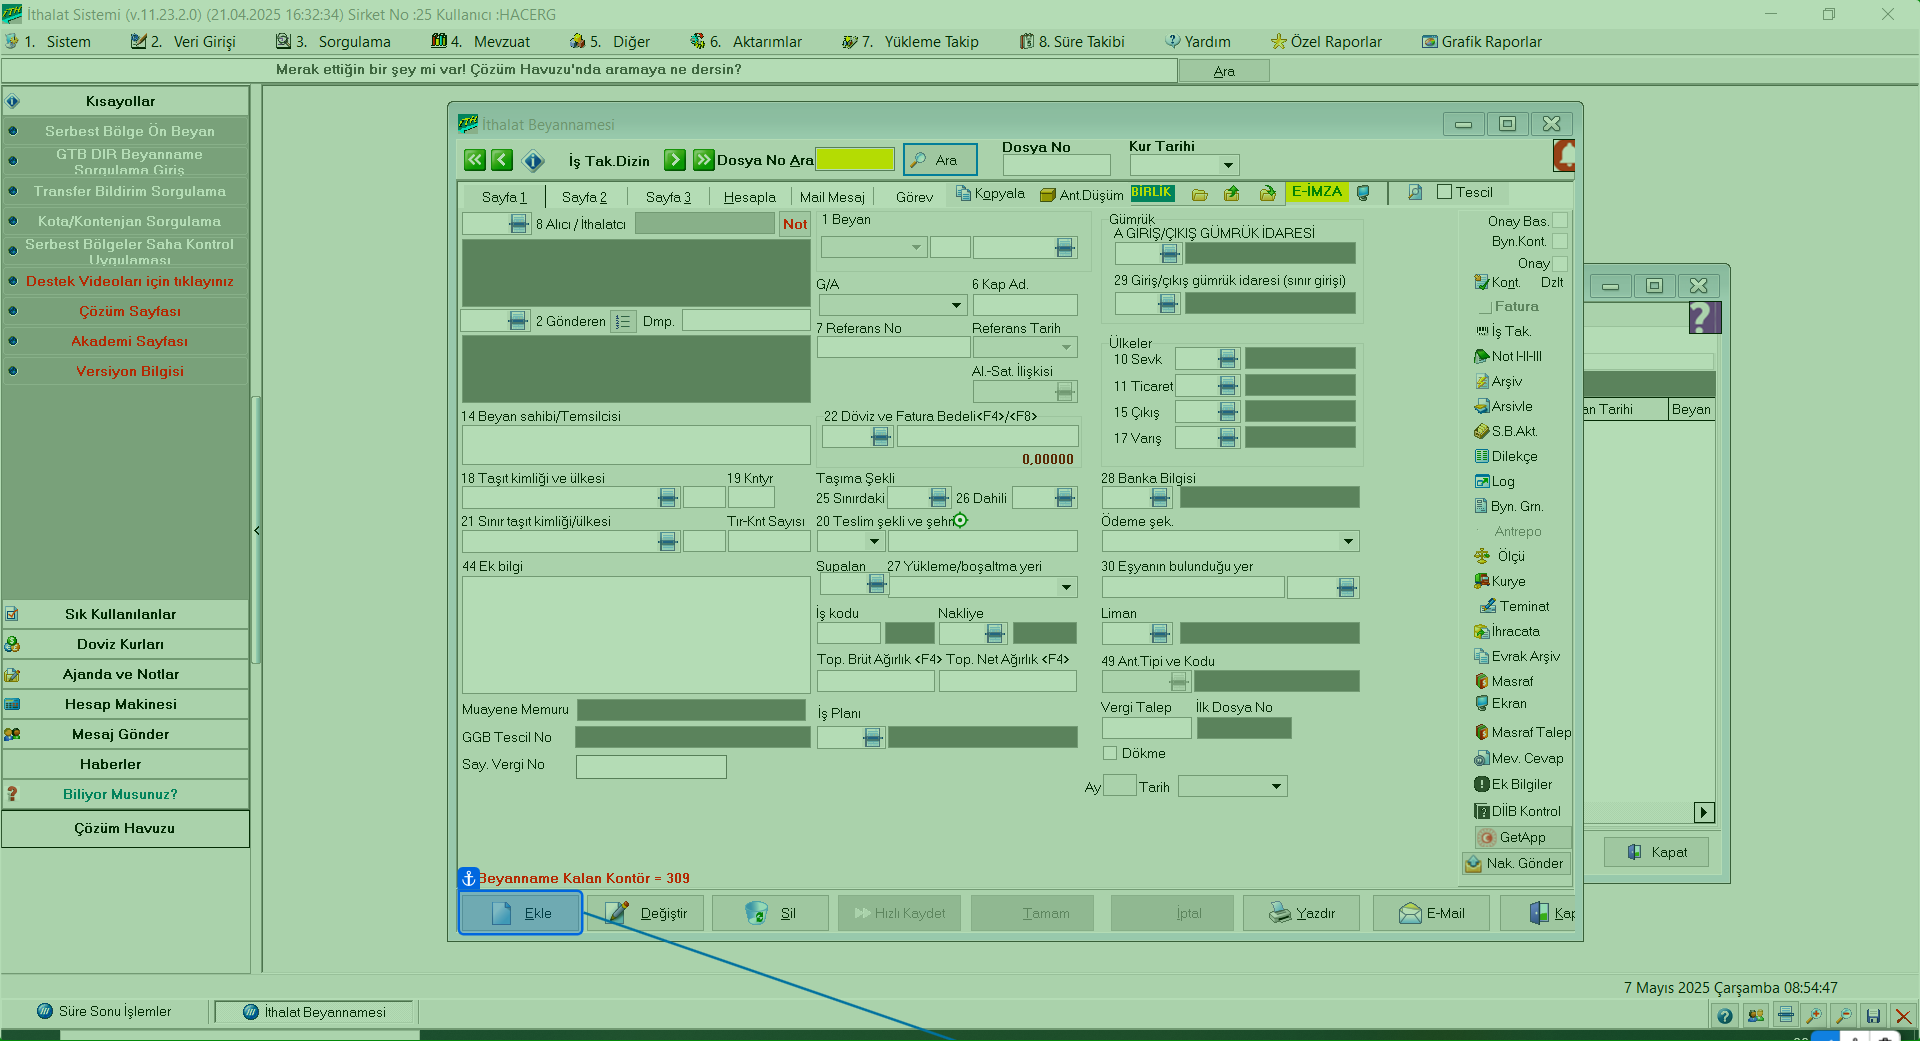 İthalat Sistemi (v.11.23.2.0) (21.04.2025 16:32:34) Sirket No :25 Kullanici :HACERG
1. Sistem 2. Veri Girişi 3. Sorgulama 4. Mevzuat 5. Diğer 6. Aktarımlar 7. Yükleme Takip 8. Süre Takibi Yardım Özel Raporlar Grafik Raporlar
Merak ettiğin bir şey mi var! Çözüm Havuzu'nda aramaya ne dersin? Ara
Kısayollar
Serbest Bölge Ön Beyan
GTB DIR Beyanname
Sorgulama Giriş
Transfer Bildirim Sorgulama
Kota/Kontenjan Sorgulama
Serbest Bölgeler Saha Kontrol
Uygulaması
Destek Videoları için tıklayınız
Çözüm Sayfası
Akademi Sayfası
Versiyon Bilgisi
Sık Kullanılanlar
Doviz Kurları
Ajanda ve Notlar
Hesap Makinesi
Mesaj Gönder
Haberler
Biliyor Musunuz?
Çözüm Havuzu
İthalat Beyannamesi
İş Tak.Dizin Dosya No Ara Ara Dosya No Kur Tarihi
Sayfa 1 Sayfa 2 Sayfa 3 Hesapla Mail Mesaj Görev Kopyala Ant.Düşüm BIRLIK E-İMZA Tescil
8 Alıcı / İthalatcı Not
2 Gönderen Dmp.
14 Beyan sahibi/Temsilcisi
18 Taşıt kimliği ve ülkesi 19 Kntyr
21 Sınır taşıt kimliği/ülkesi Tır-Knt Sayısı
44 Ek bilgi
Muayene Memuru
GGB Tescil No
Say. Vergi No
1 Beyan
G/A 6 Kap Ad.
7 Referans No Referans Tarih
Al.-Sat. İlişkisi
22 Döviz ve Fatura Bedeli<F4>/<F8>
0,00000
Taşıma Şekli
25 Sınırdaki 26 Dahili
20 Teslim şekli ve şehri
Supalan 27 Yükleme/boşaltma yeri
İş kodu Nakliye
Top. Brüt Ağırlık <F4> Top. Net Ağırlık <F4>
İş Planı
Gümrük
A GİRİŞ/ÇIKIŞ GÜMRÜK İDARESİ
29 Giriş/çıkış gümrük idaresi (sınır girişi)
Ülkeler
10 Sevk
11 Ticaret
15 Çıkış
17 Varış
28 Banka Bilgisi
Ödeme şek.
30 Eşyanın bulunduğu yer
Liman
49 Ant.Tipi ve Kodu
Vergi Talep İlk Dosya No
Dökme
Ay Tarih
Onay Bas.
Byn.Kont.
Onay
Kont. Dzlt
Fatura
İş Tak.
Not I-II-III
Arşiv
Arsivle
S.B.Akt.
Dilekçe
Log
Byn. Grn.
Antrepo
Ölçü
Kurye
Teminat
İhracata
Evrak Arşiv
Masraf
Ekran
Masraf Talep
Mev. Cevap
Ek Bilgiler
DİİB Kontrol
GetApp
Nak. Gönder
Beyanname Kalan Kontör = 309
Ekle Değiştir Sil Hızlı Kaydet Tamam İptal Yazdır E-Mail Kap
an Tarihi Beyan
Kapat
7 Mayıs 2025 Çarşamba 08:54:47
Süre Sonu İşlemler İthalat Beyannamesi